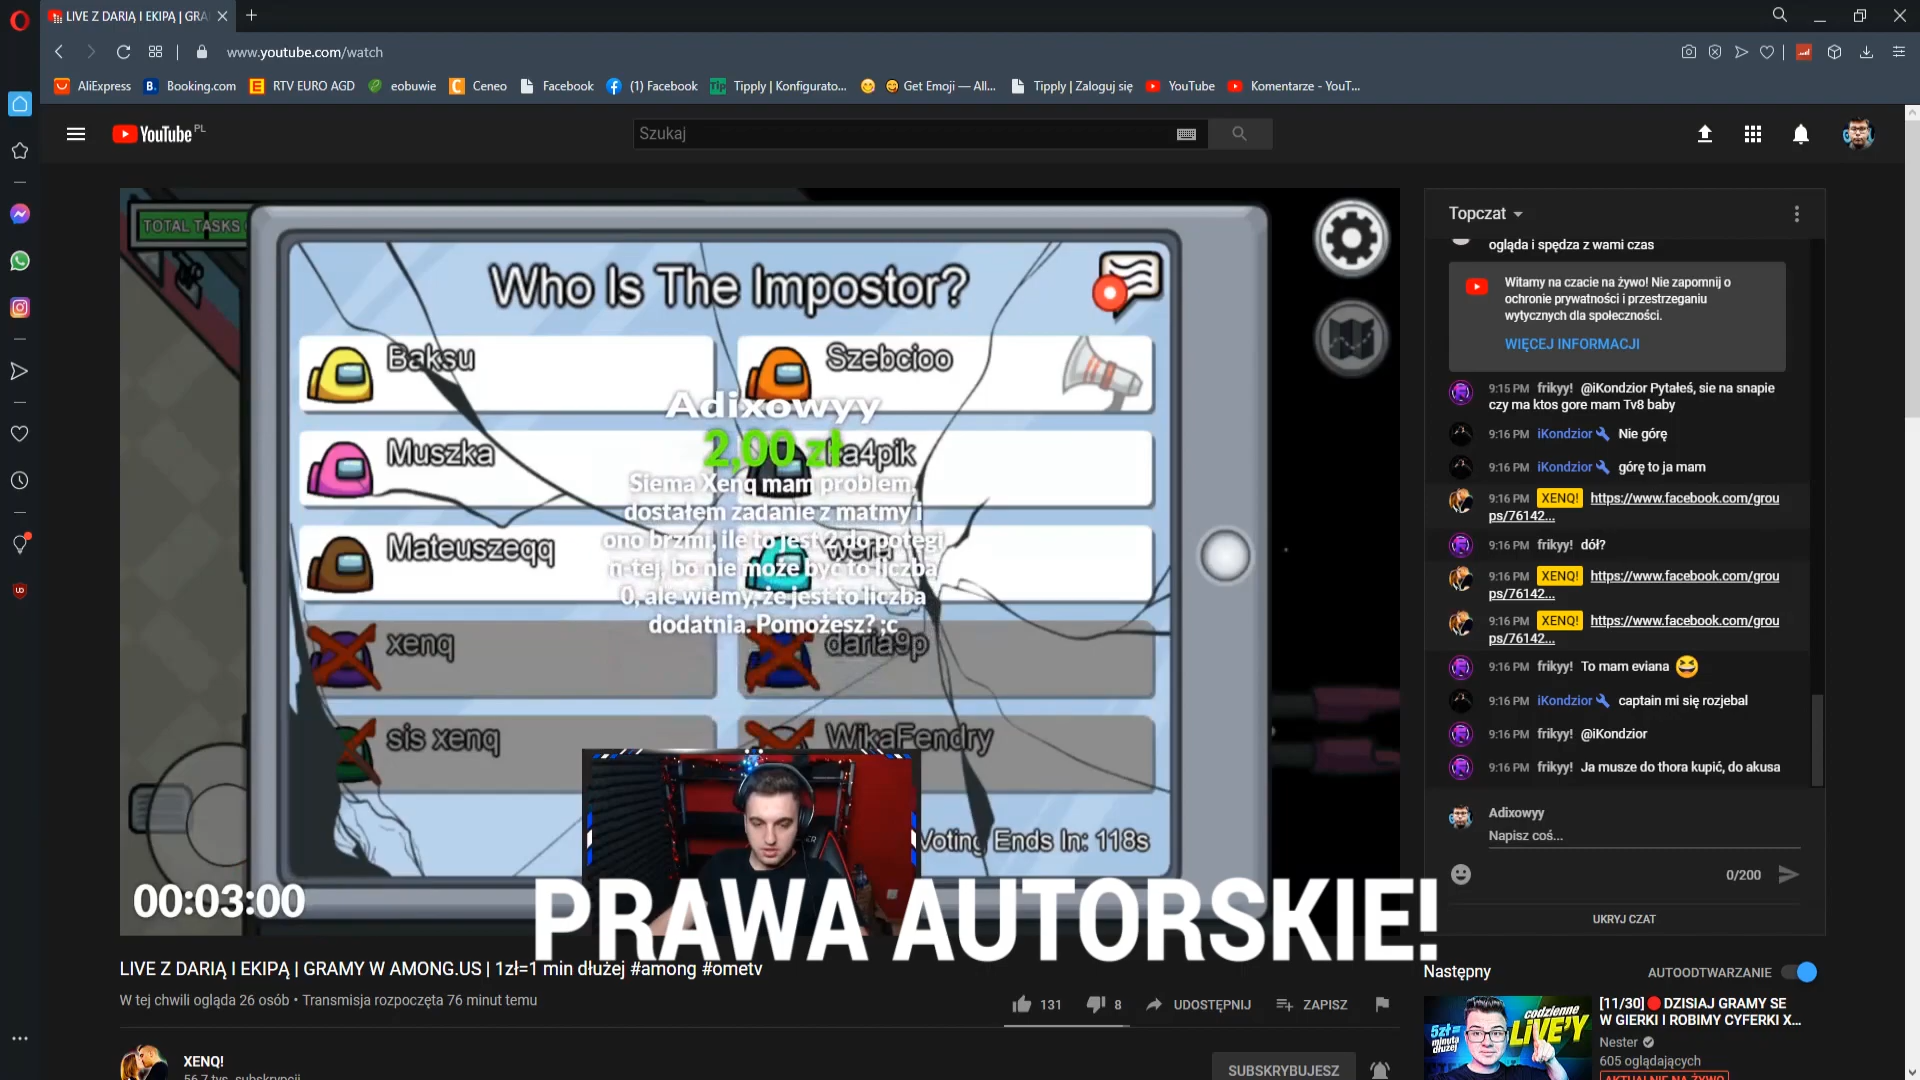 LIVE Z DARIĄ I EKIPĄ | GRA
www.youtube.com/watch
AliExpress
Booking.com
RTV EURO AGD
eobuwie
Ceneo
Facebook
(1) Facebook
Tipply | Konfigurato...
Get Emoji — All...
Tipply | Zaloguj się
YouTube
Komentarze - YouT...
YouTube PL
Szukaj
TOTAL TASKS
Who Is The Impostor?
Baksu
Szebcioo
Muszka
Mateuszeqq
xenq
daria9p
sis xenq
WikaFendry
Adixowyy
2,00 zł
Siema Xenq mam problem,
dostałem zadanie z matmy i
ono brzmi, ile to jest 2 do potęgi
n-tej, bo nie może być to liczba
0, ale wiemy, że jest to liczba
dodatnia. Pomożesz? ;c
Voting Ends In: 118s
00:03:00
PRAWA AUTORSKIE!
Topczat
ogląda i spędza z wami czas
Witamy na czacie na żywo! Nie zapomnij o
ochronie prywatności i przestrzeganiu
wytycznych dla społeczności.
WIĘCEJ INFORMACJI
9:15 PM frikyy! @iKondzior Pytałeś, sie na snapie
czy ma ktos gore mam Tv8 baby
9:16 PM iKondzior Nie górę
9:16 PM iKondzior górę to ja mam
9:16 PM XENQ! https://www.facebook.com/grou
ps/76142...
9:16 PM frikyy! dół?
9:16 PM XENQ! https://www.facebook.com/grou
ps/76142...
9:16 PM XENQ! https://www.facebook.com/grou
ps/76142...
9:16 PM frikyy! To mam eviana 😆
9:16 PM iKondzior captain mi się rozjebal
9:16 PM frikyy! @iKondzior
9:16 PM frikyy! Ja musze do thora kupić, do akusa
Adixowyy
Napisz coś...
0/200
UKRYJ CZAT
LIVE Z DARIĄ I EKIPĄ | GRAMY W AMONG.US | 1zł=1 min dłużej #among #ometv
W tej chwili ogląda 26 osób • Transmisja rozpoczęta 76 minut temu
131
8
UDOSTĘPNIJ
ZAPISZ
XENQ!
56,7 tys. subskrypcji
SUBSKRYBUJESZ
Następny
AUTOODTWARZANIE
codzienne
LIVE'Y
5zł=
minuta
dłużej
[11/30]🔴 DZISIAJ GRAMY SE
W GIERKI I ROBIMY CYFERKI X...
Nester
605 oglądających
AKTUALNIE NA ŻYWO